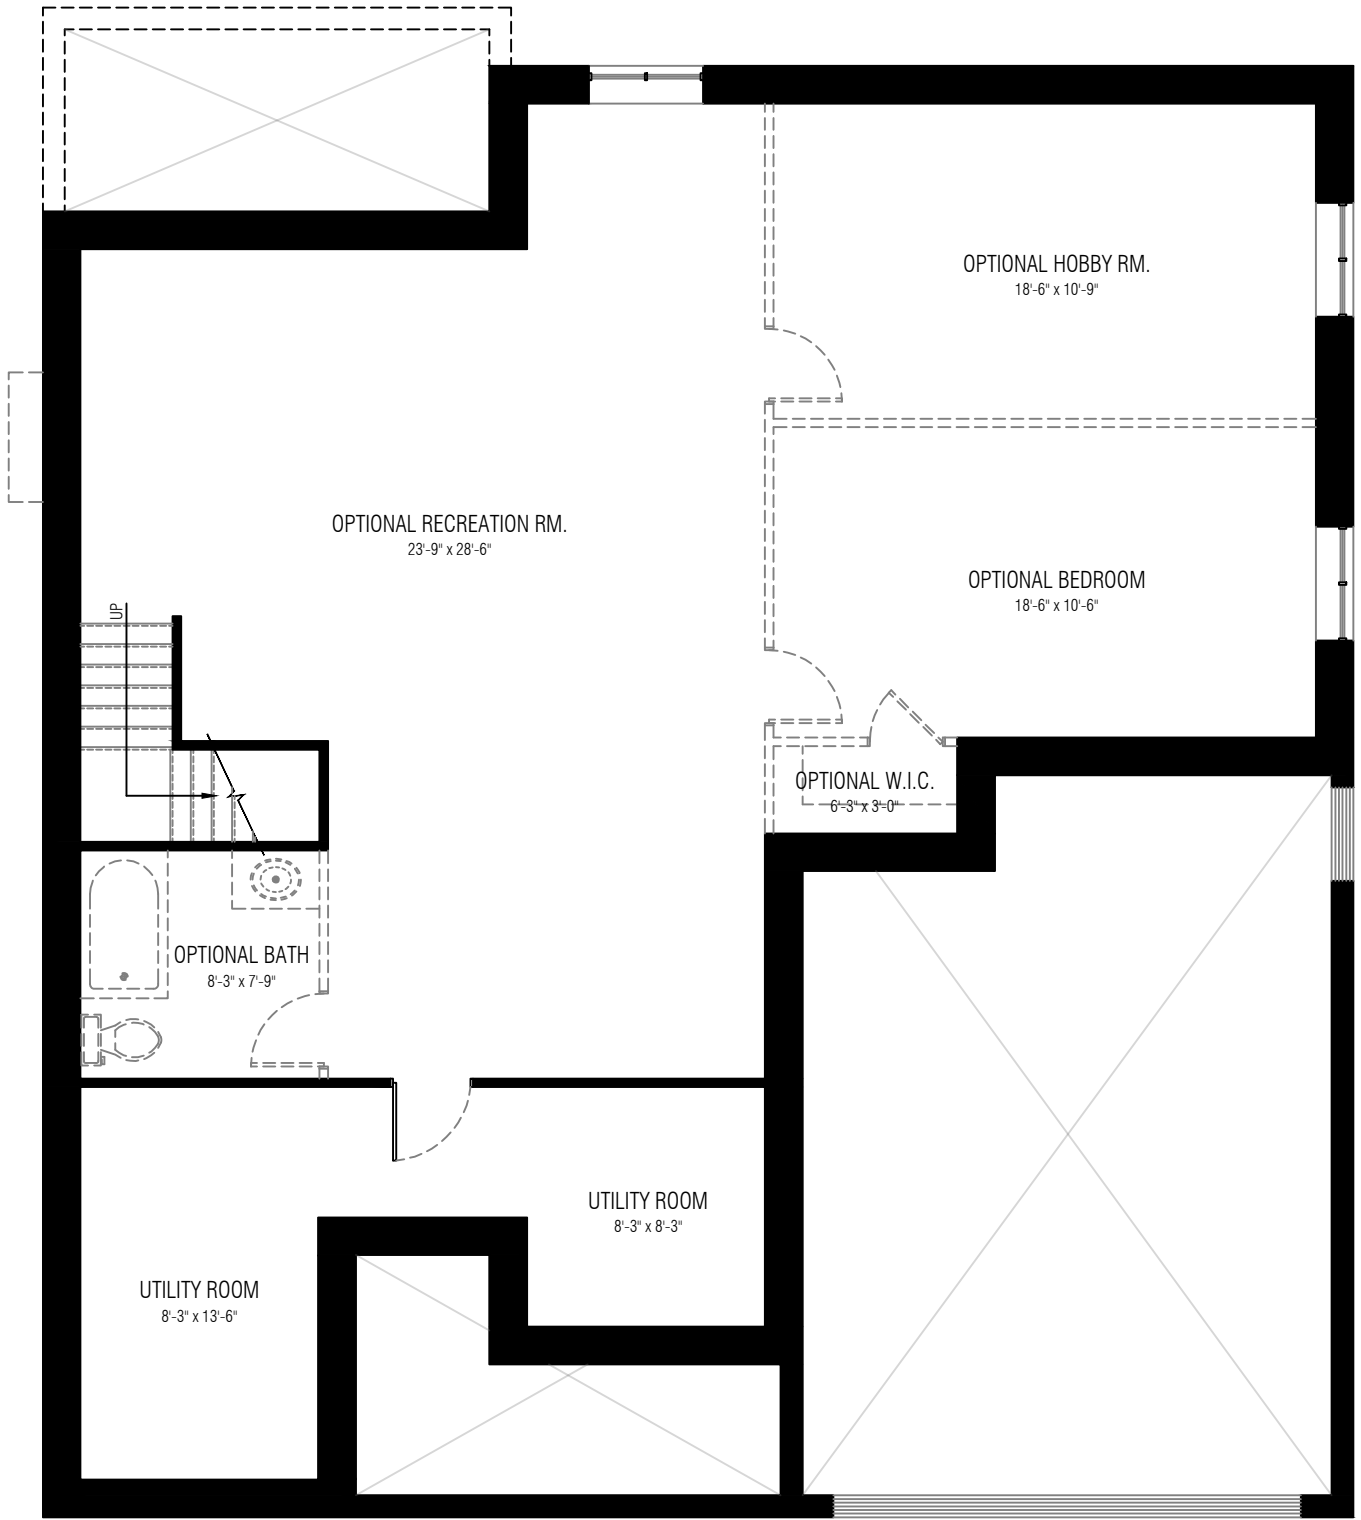 OPTIONAL HOBBY RM.
18'-6" x 10'-9"
OPTIONAL RECREATION RM.
23'-9" x 28'-6"
OPTIONAL BEDROOM
18'-6" x 10'-6"
UP
OPTIONAL W.I.C.
6'-3" x 3'-0"
OPTIONAL BATH
8'-3" x 7'-9"
UTILITY ROOM
8'-3" x 8'-3"
UTILITY ROOM
8'-3" x 13'-6"